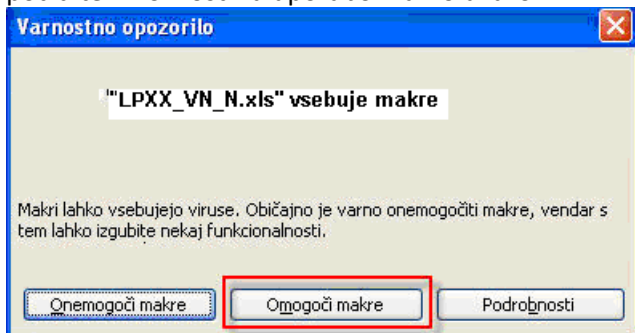 Varnostno opozorilo
"LPXX_VN_N.xls" vsebuje makre
Makri lahko vsebujejo viruse. Običajno je varno onemogočiti makre, vendar s
tem lahko izgubite nekaj funkcionalnosti.
Onemogoči makre Omogoči makre Podrobnosti